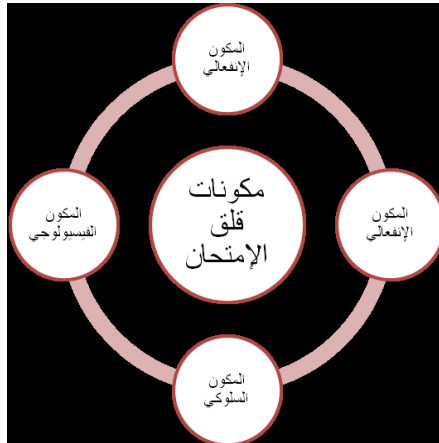 المكون
الإنفعالي
مكونات
قلق
الإمتحان
المكون
الإنفعالي
المكون
الفيسيولوجي
المكون
السلوكي